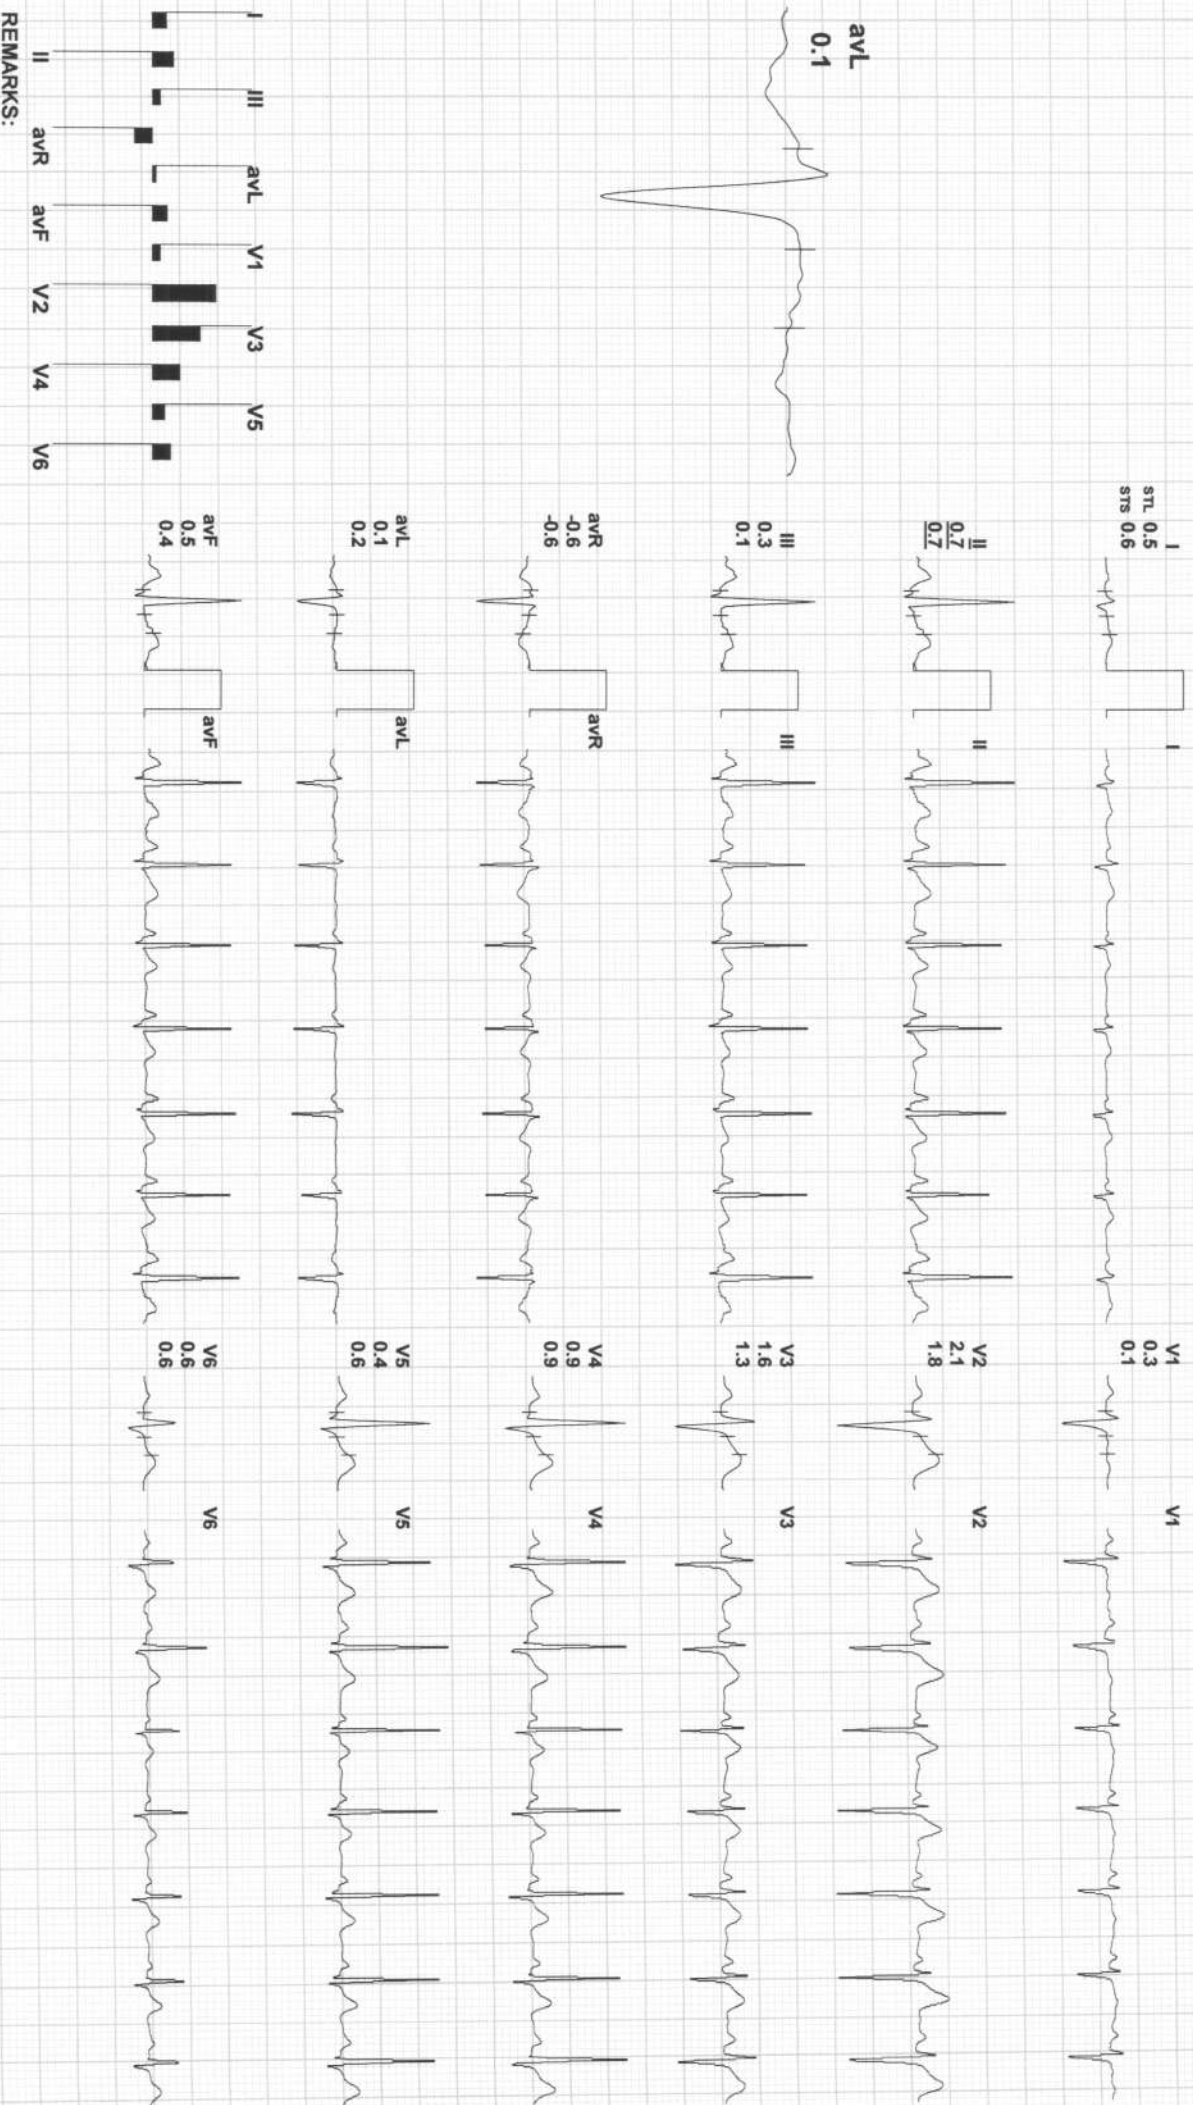 I
STL 0.5
STS 0.6
I
V1
0.3
0.1
V1
II
0.7
0.7
II
V2
2.1
1.8
V2
avL
0.1
III
0.3
0.1
III
V3
1.6
1.3
V3
avR
-0.6
-0.6
avR
V4
0.9
0.9
V4
avL
0.1
0.2
avL
V5
0.4
0.6
V5
I III avL V1 V3 V5
avF
0.5
0.4
avF
V6
0.6
0.6
V6
II avR avF V2 V4 V6
REMARKS: